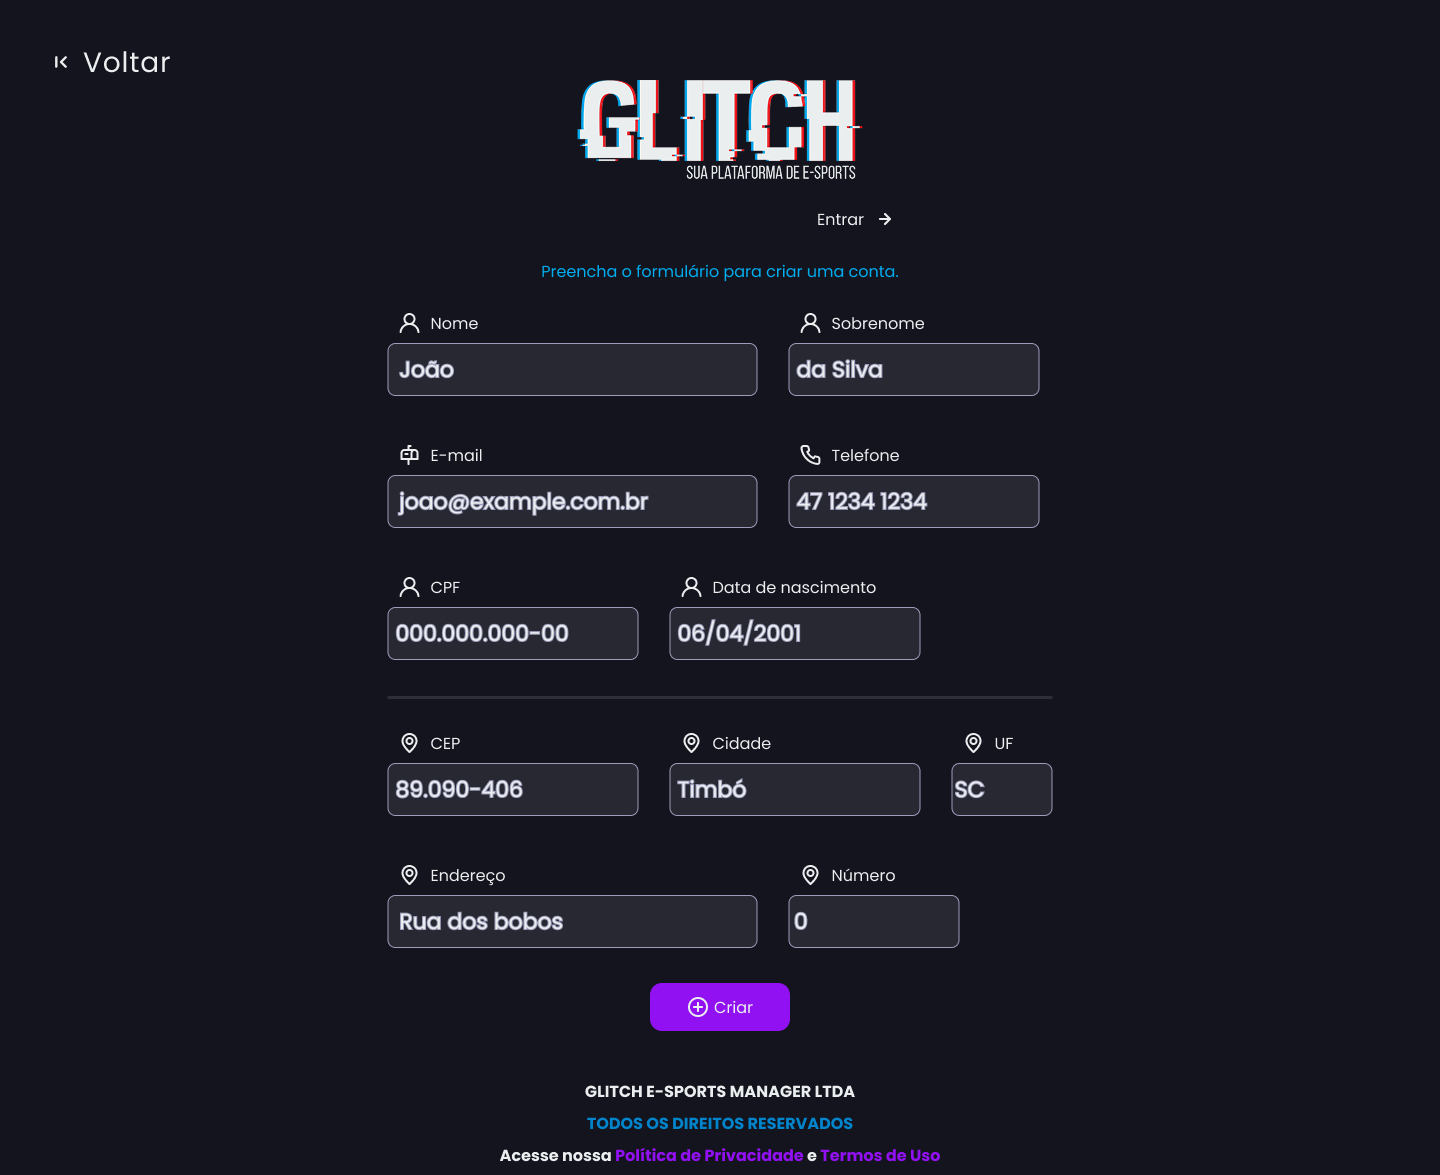 Voltar
GLITCH
SUA PLATAFORMA DE E-SPORTS
Entrar
Preencha o formulário para criar uma conta.
Nome Sobrenome
João da Silva
E-mail Telefone
joao@example.com.br 47 1234 1234
CPF Data de nascimento
000.000.000-00 06/04/2001
CEP Cidade UF
89.090-406 Timbó SC
Endereço Número
Rua dos bobos 0
Criar
GLITCH E-SPORTS MANAGER LTDA
TODOS OS DIREITOS RESERVADOS
Acesse nossa Política de Privacidade e Termos de Uso